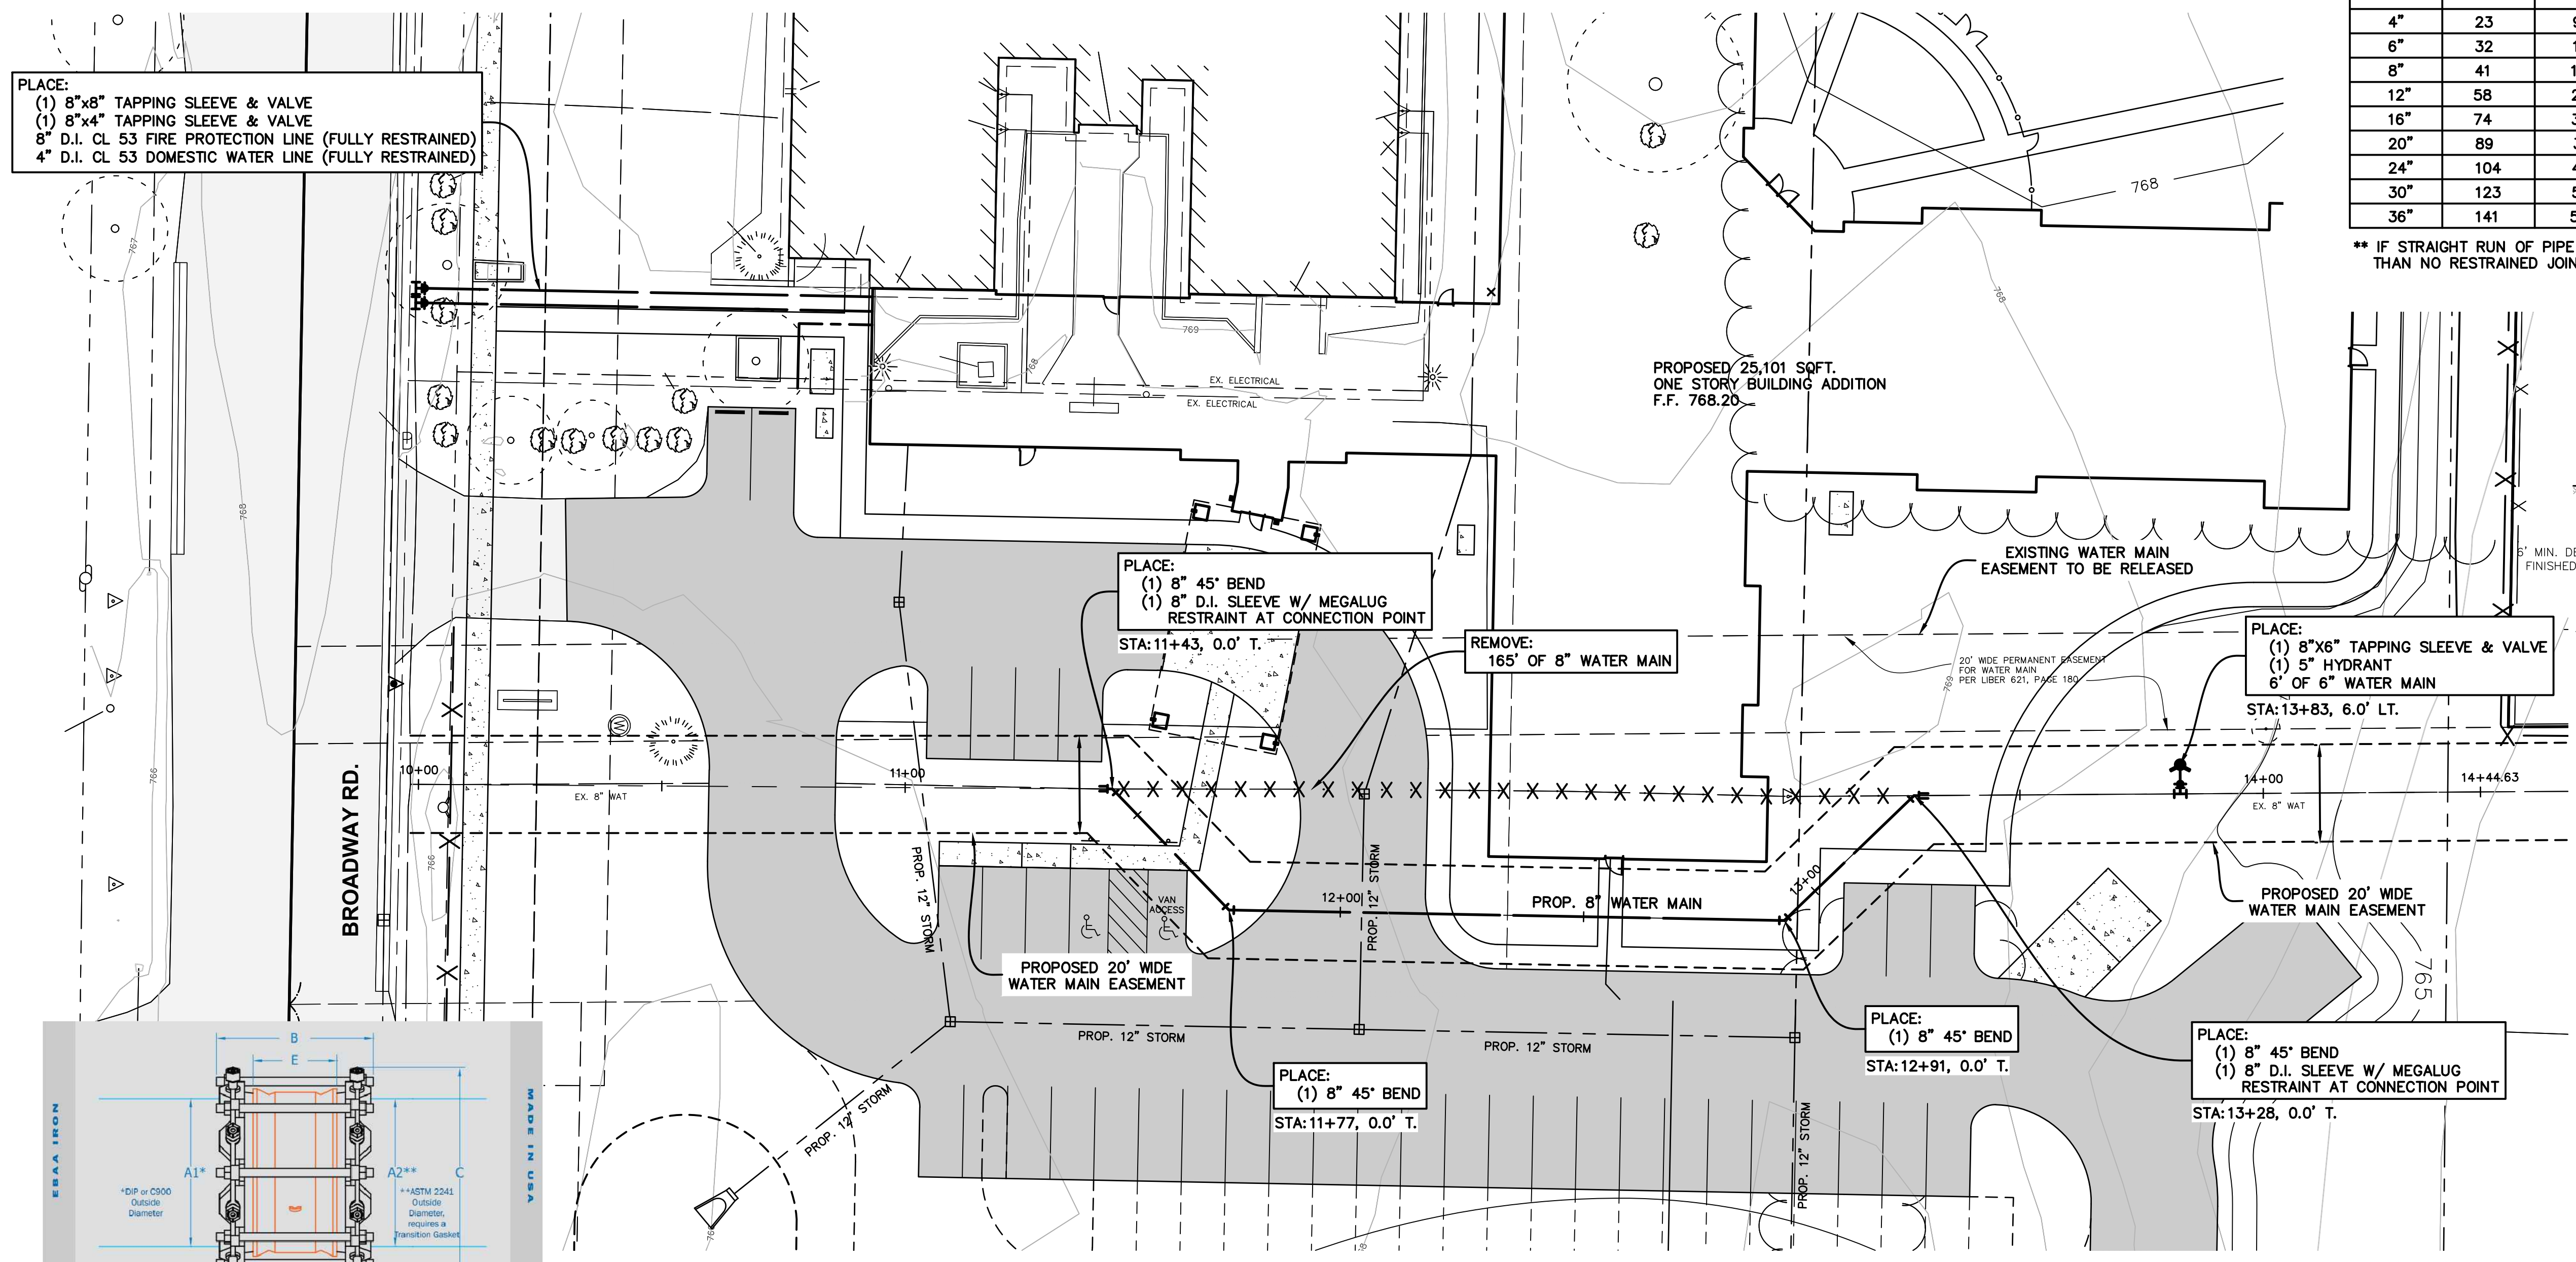 PLACE:
(1) 8"x8" TAPPING SLEEVE & VALVE
(1) 8"x4" TAPPING SLEEVE & VALVE
8" D.I. CL 53 FIRE PROTECTION LINE (FULLY RESTRAINED)
4" D.I. CL 53 DOMESTIC WATER LINE (FULLY RESTRAINED)
4" 23
6" 32
8" 41
12" 58
16" 74
20" 89
24" 104
30" 123
36" 141
** IF STRAIGHT RUN OF PIPE
THAN NO RESTRAINED
767
768
768
768
769
768
EX. ELECTRICAL
EX. ELECTRICAL
PROPOSED 25,101 SQFT.
ONE STORY BUILDING ADDITION
F.F. 768.20
EXISTING WATER MAIN
EASEMENT TO BE RELEASED
6' MIN.
FINISHED
PLACE:
(1) 8" 45° BEND
(1) 8" D.I. SLEEVE W/ MEGALUG
RESTRAINT AT CONNECTION POINT
STA:11+43, 0.0' T.
REMOVE:
165' OF 8" WATER MAIN
20' WIDE PERMANENT EASEMENT
FOR WATER MAIN
PER LIBER 621, PAGE 180
769
PLACE:
(1) 8"X6" TAPPING SLEEVE & VALVE
(1) 5" HYDRANT
6' OF 6" WATER MAIN
STA:13+83, 6.0' LT.
W
10+00
11+00
EX. 8" WAT
14+00
14+44.63
EX. 8" WAT
766
766
BROADWAY RD.
PROP. 12" STORM
VAN
ACCESS
12+00
PROP. 12" STORM
PROP. 8" WATER MAIN
13+00
PROPOSED 20' WIDE
WATER MAIN EASEMENT
PROPOSED 20' WIDE
WATER MAIN EASEMENT
765
PROP. 12" STORM
PROP. 12" STORM
PROP. 12" STORM
PROP. 12" STORM
PLACE:
(1) 8" 45° BEND
STA:11+77, 0.0' T.
PLACE:
(1) 8" 45° BEND
STA:12+91, 0.0' T.
PLACE:
(1) 8" 45° BEND
(1) 8" D.I. SLEEVE W/ MEGALUG
RESTRAINT AT CONNECTION POINT
STA:13+28, 0.0' T.
EBAA IRON
MADE IN USA
B
E
A1*
A2**
C
*DIP or C900
Outside
Diameter
**ASTM 2241
Outside
Diameter,
requires a
Transition Gasket